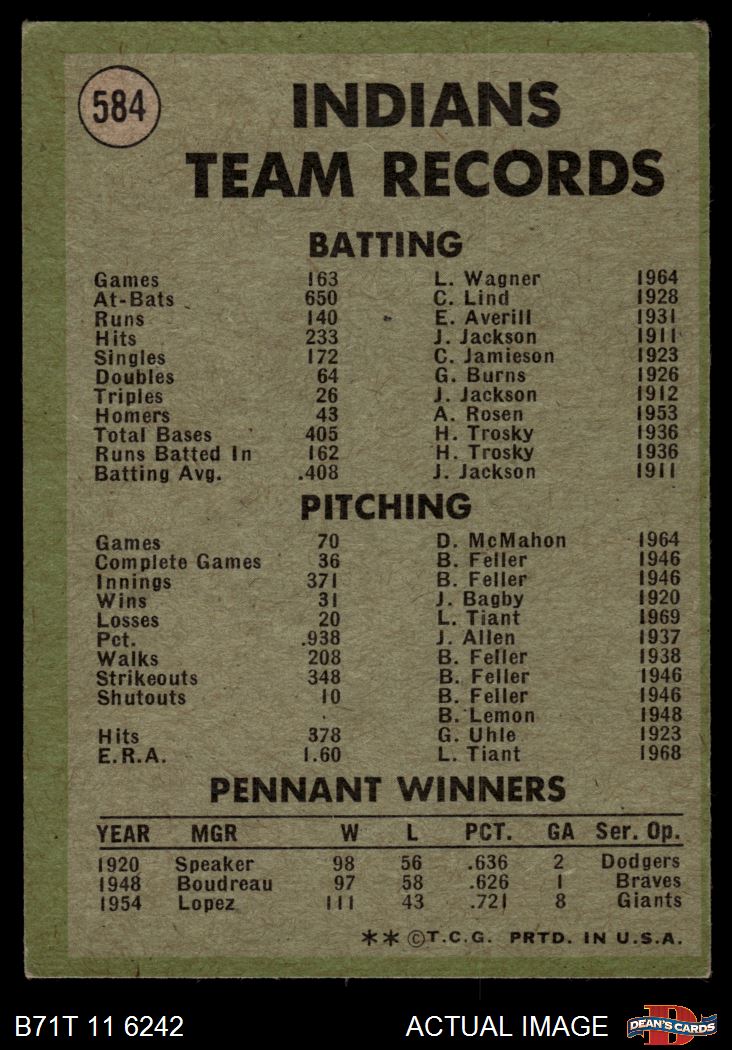 584
INDIANS
TEAM RECORDS
BATTING
Games 163 L. Wagner 1964
At-Bats 650 C. Lind 1928
Runs 140 E. Averill 1931
Hits 233 J. Jackson 1911
Singles 172 C. Jamieson 1923
Doubles 64 G. Burns 1926
Triples 26 J. Jackson 1912
Homers 43 A. Rosen 1953
Total Bases 405 H. Trosky 1936
Runs Batted In 162 H. Trosky 1936
Batting Avg. .408 J. Jackson 1911
PITCHING
Games 70 D. McMahon 1964
Complete Games 36 B. Feller 1946
Innings 371 B. Feller 1946
Wins 31 J. Bagby 1920
Losses 20 L. Tiant 1969
Pct. .938 J. Allen 1937
Walks 208 B. Feller 1938
Strikeouts 348 B. Feller 1946
Shutouts 10 B. Feller 1946
B. Lemon 1948
Hits 378 G. Uhle 1923
E.R.A. 1.60 L. Tiant 1968
PENNANT WINNERS
YEAR MGR W L PCT. GA Ser. Op.
1920 Speaker 98 56 .636 2 Dodgers
1948 Boudreau 97 58 .626 1 Braves
1954 Lopez 111 43 .721 8 Giants
**©T.C.G. PRTD. IN U.S.A.
B71T 11 6242 ACTUAL IMAGE DEAN'S CARDS